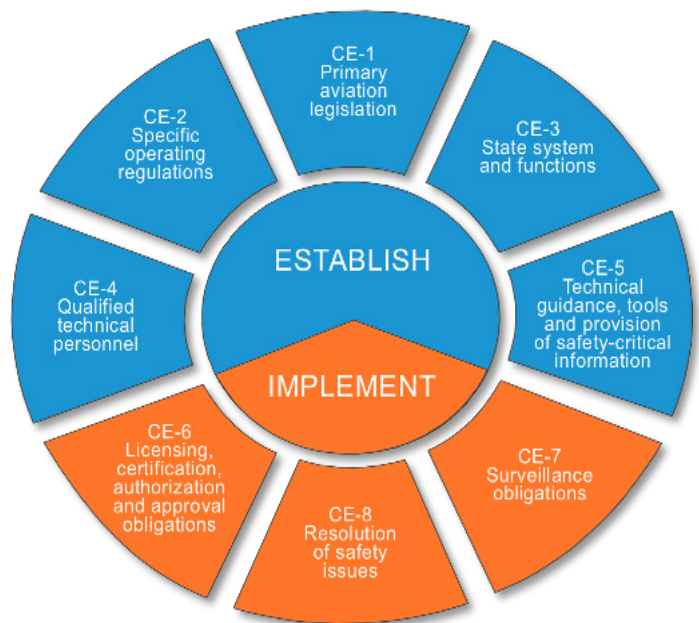 CE-1
Primary
aviation
legislation
CE-2
Specific
operating
regulations
CE-3
State system
and functions
ESTABLISH
CE-4
Qualified
technical
personnel
CE-5
Technical
guidance, tools
and provision
of safety-critical
information
IMPLEMENT
CE-6
Licensing,
certification,
authorization
and approval
obligations
CE-7
Surveillance
obligations
CE-8
Resolution
of safety
issues